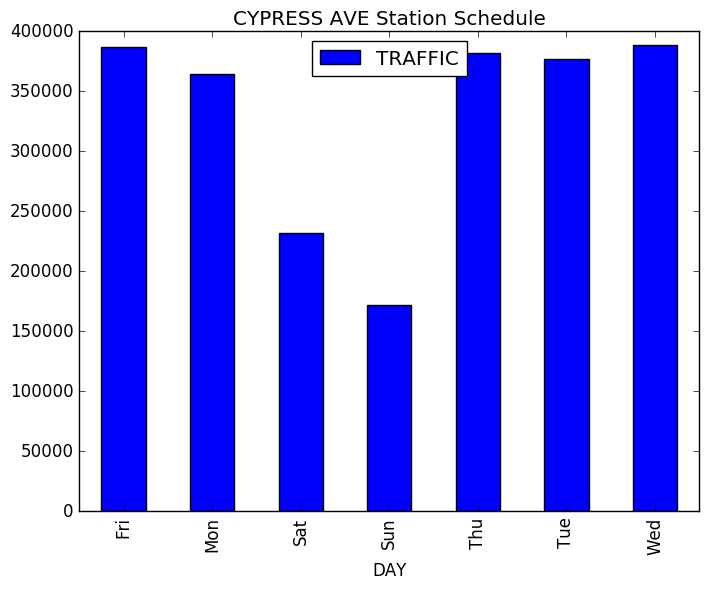 CYPRESS AVE Station Schedule
TRAFFIC
400000
350000
300000
250000
200000
150000
100000
50000
0
Fri
Mon
Sat
Sun
Thu
Tue
Wed
DAY